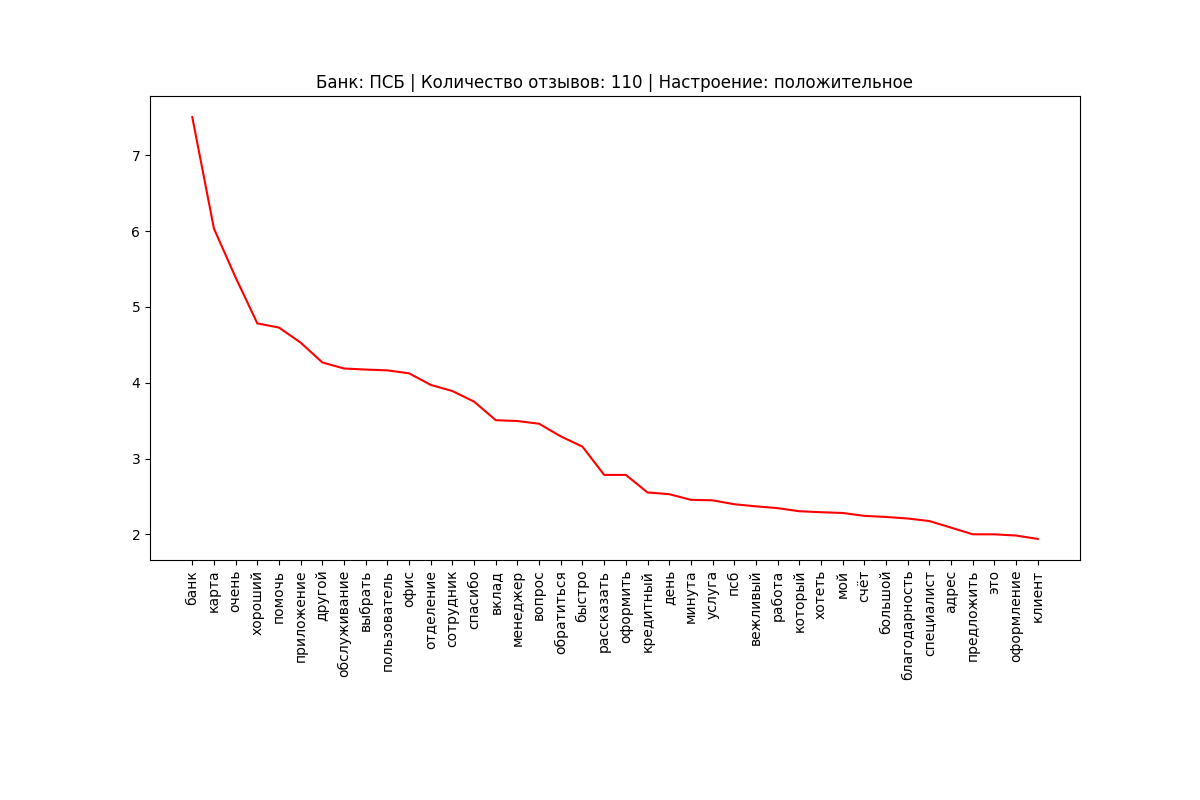 Банк: ПСБ | Количество отзывов: 110 | Настроение: положительное
7
6
5
4
3
2
банк
карта
очень
хороший
помочь
приложение
другой
обслуживание
выбрать
пользователь
офис
отделение
сотрудник
спасибо
вклад
менеджер
вопрос
обратиться
быстро
рассказать
оформить
кредитный
день
минута
услуга
псб
вежливый
работа
который
хотеть
мой
счёт
большой
благодарность
специалист
адрес
предложить
это
оформление
клиент